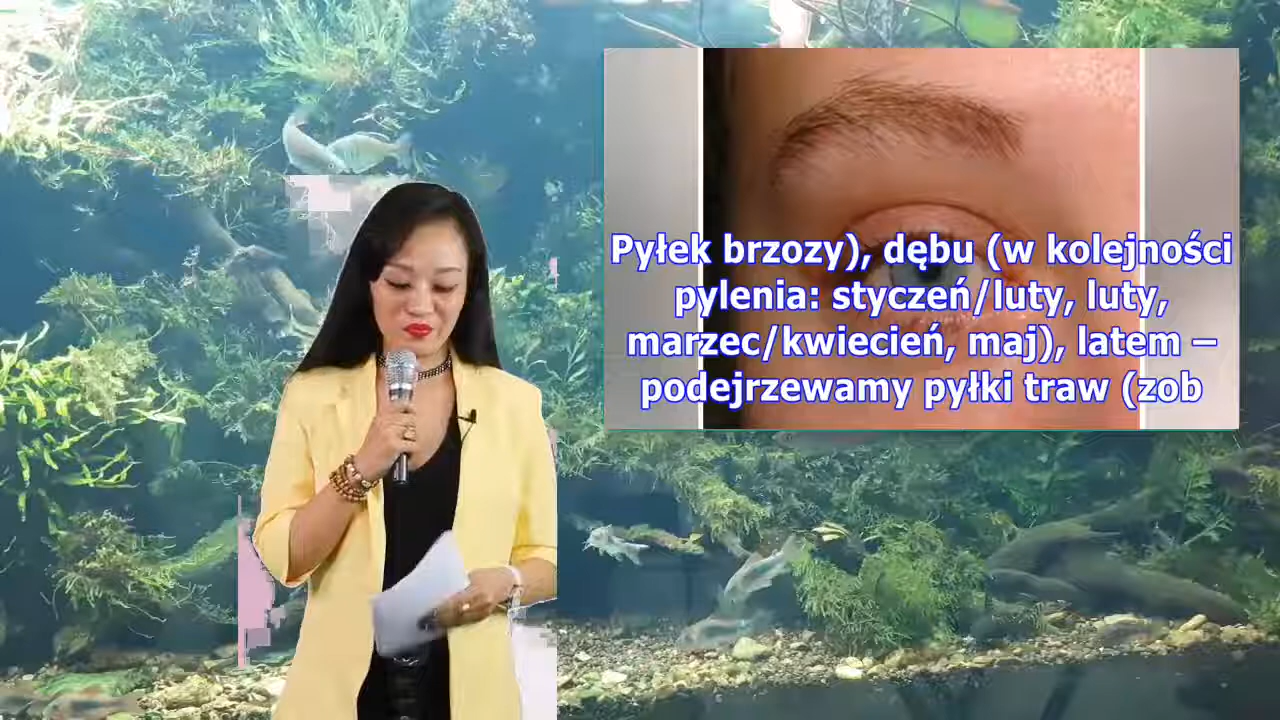 Pyłek brzozy), dębu (w kolejności
pylenia: styczeń/luty, luty,
marzec/kwiecień, maj), latem –
podejrzewamy pyłki traw (zob